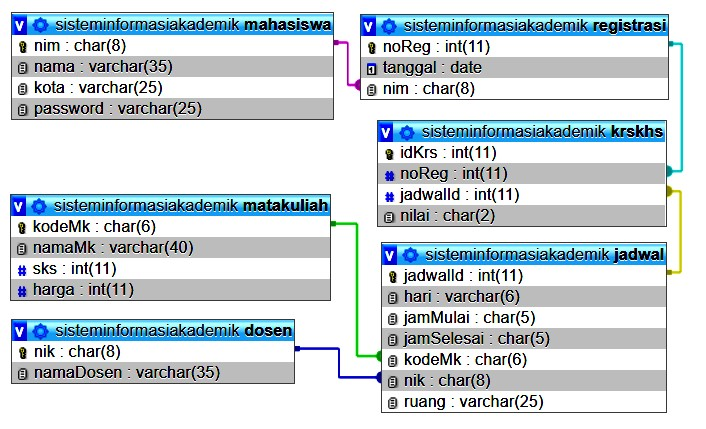 sisteminformasiakademik mahasiswa
nim : char(8)
nama : varchar(35)
kota : varchar(25)
password : varchar(25)
sisteminformasiakademik registrasi
noReg : int(11)
tanggal : date
nim : char(8)
sisteminformasiakademik krskhs
idKrs : int(11)
noReg : int(11)
jadwalId : int(11)
nilai : char(2)
sisteminformasiakademik matakuliah
kodeMk : char(6)
namaMk : varchar(40)
sks : int(11)
harga : int(11)
sisteminformasiakademik jadwal
jadwalId : int(11)
hari : varchar(6)
jamMulai : char(5)
jamSelesai : char(5)
kodeMk : char(6)
nik : char(8)
ruang : varchar(25)
sisteminformasiakademik dosen
nik : char(8)
namaDosen : varchar(35)